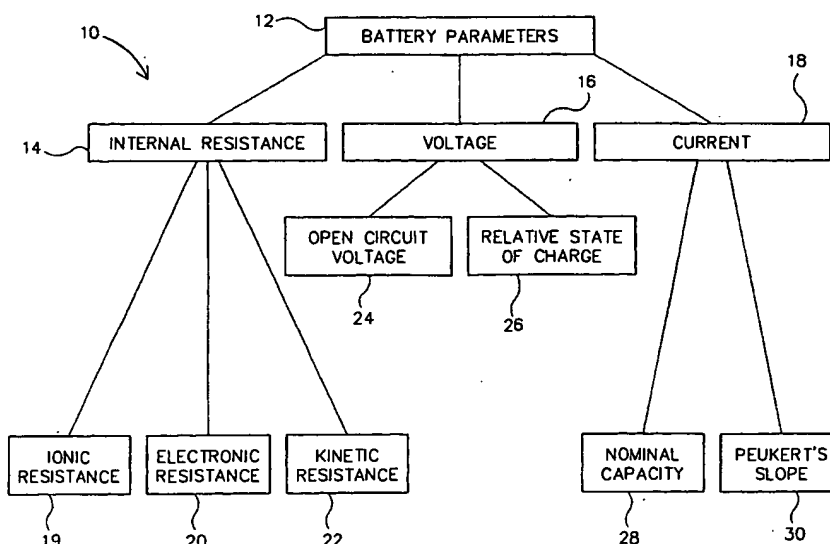 10
12
BATTERY PARAMETERS
14
INTERNAL RESISTANCE
16
VOLTAGE
18
CURRENT
OPEN CIRCUIT
VOLTAGE
24
RELATIVE STATE
OF CHARGE
26
IONIC
RESISTANCE
19
ELECTRONIC
RESISTANCE
20
KINETIC
RESISTANCE
22
NOMINAL
CAPACITY
28
PEUKERT'S
SLOPE
30